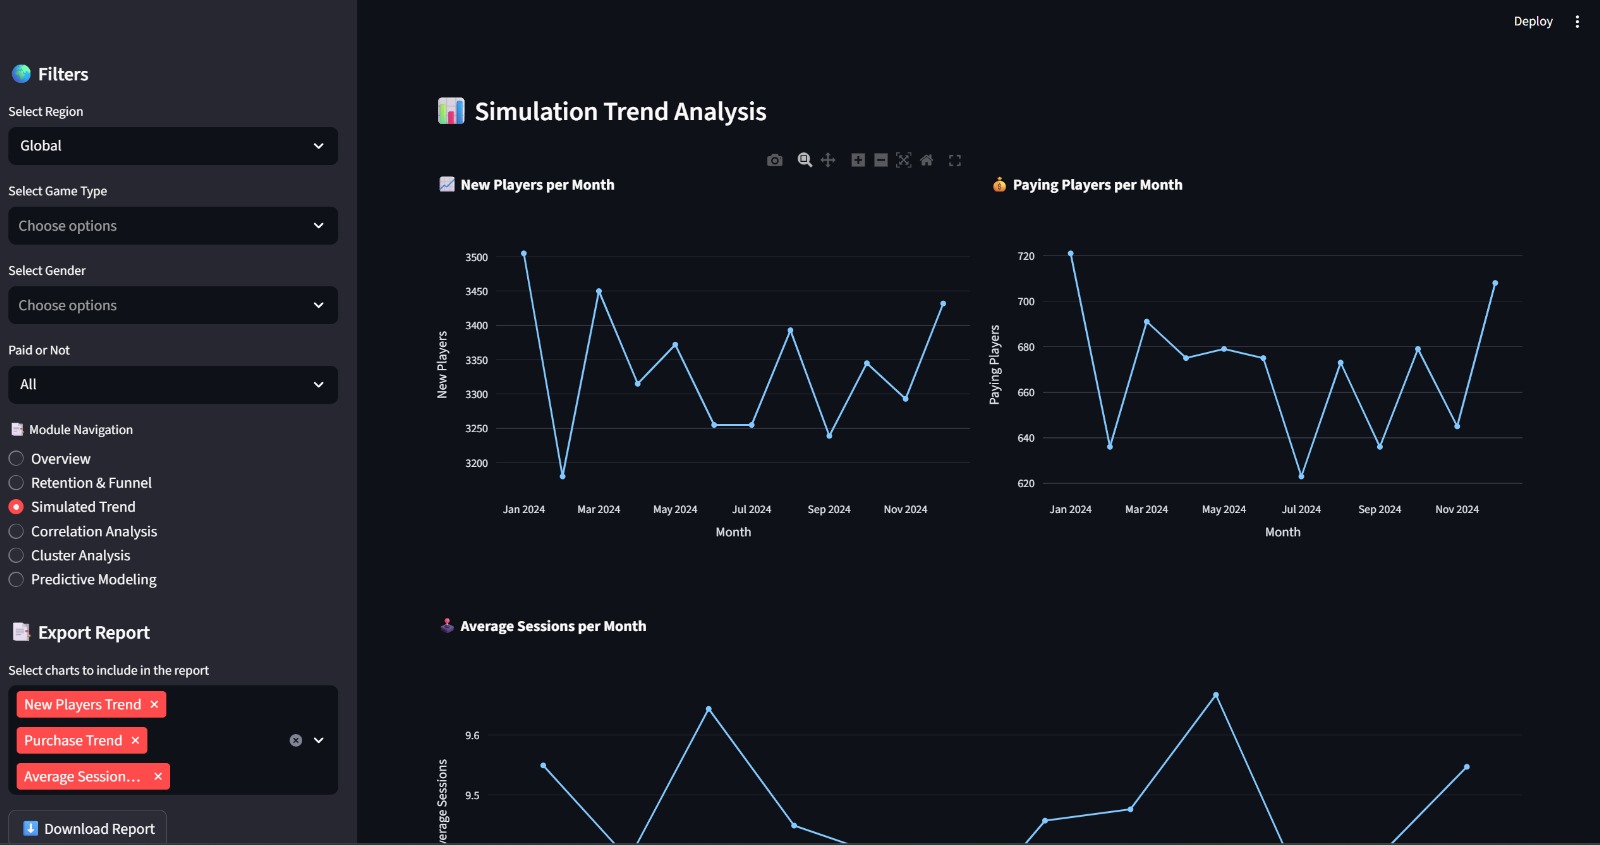 Deploy
Filters
Select Region
Global
Select Game Type
Choose options
Select Gender
Choose options
Paid or Not
All
Module Navigation
Overview
Retention & Funnel
Simulated Trend
Correlation Analysis
Cluster Analysis
Predictive Modeling
Export Report
Select charts to include in the report
New Players Trend ×
Purchase Trend ×
Average Session... ×
Download Report
Simulation Trend Analysis
New Players per Month
3500
3450
3400
3350
3300
3250
3200
New Players
Jan 2024 Mar 2024 May 2024 Jul 2024 Sep 2024 Nov 2024
Month
Paying Players per Month
720
700
680
660
640
620
Paying Players
Jan 2024 Mar 2024 May 2024 Jul 2024 Sep 2024 Nov 2024
Month
Average Sessions per Month
9.6
9.5
verage Sessions